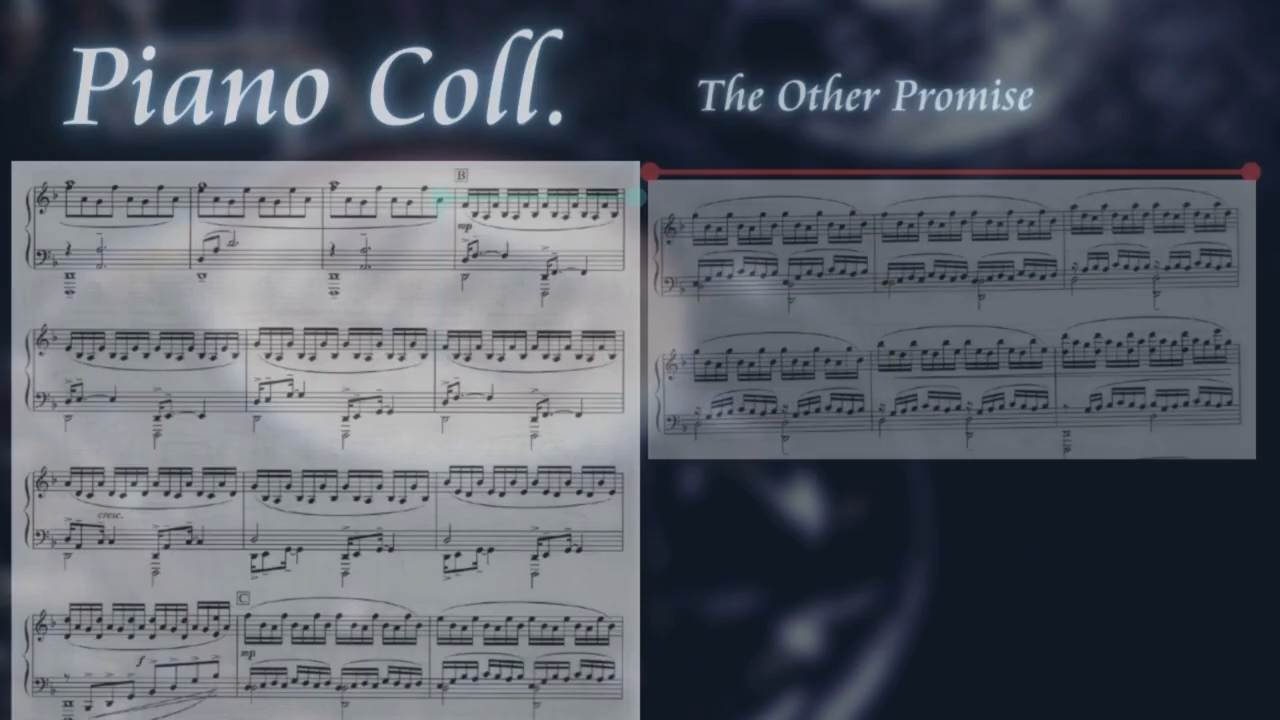 Piano Coll.
The Other Promise
B
mp
cresc.
C
f
mp